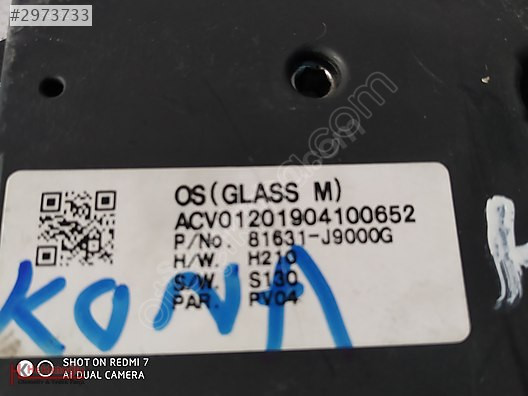 #2973733
OS(GLASS M)
ACV01201904100652
P/No. 81631-J9000G
H/W. H210
S/W. S130
PAR. PV04
KONA
SHOT ON REDMI 7
AI DUAL CAMERA